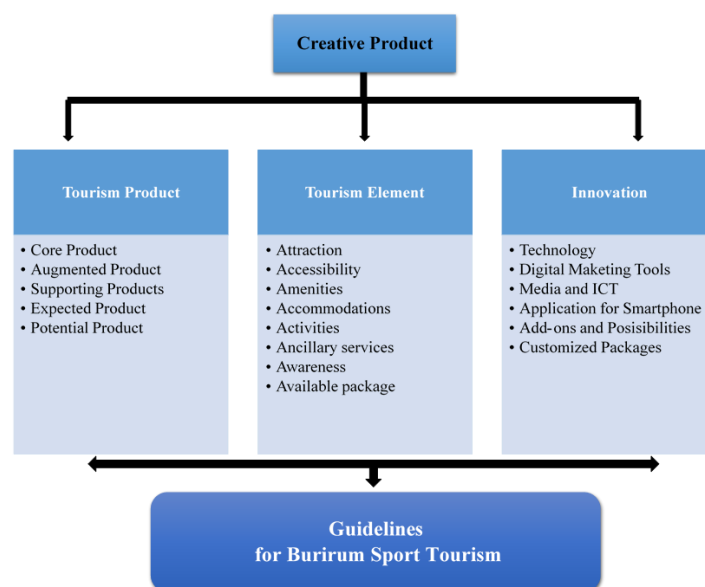 Creative Product
Tourism Product
• Core Product
• Augmented Product
• Supporting Products
• Expected Product
• Potential Product
Tourism Element
• Attraction
• Accessibility
• Amenities
• Accommodations
• Activities
• Ancillary services
• Awareness
• Available package
Innovation
• Technology
• Digital Maketing Tools
• Media and ICT
• Application for Smartphone
• Add-ons and Posisibilities
• Customized Packages
Guidelines
for Burirum Sport Tourism